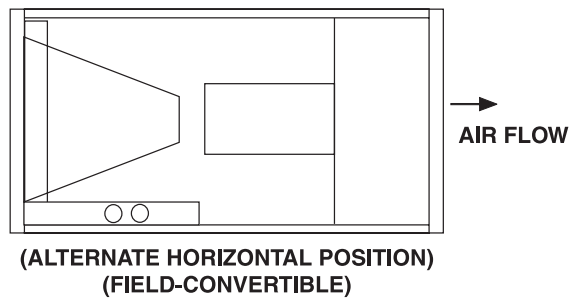 AIR FLOW
(ALTERNATE HORIZONTAL POSITION)
(FIELD-CONVERTIBLE)